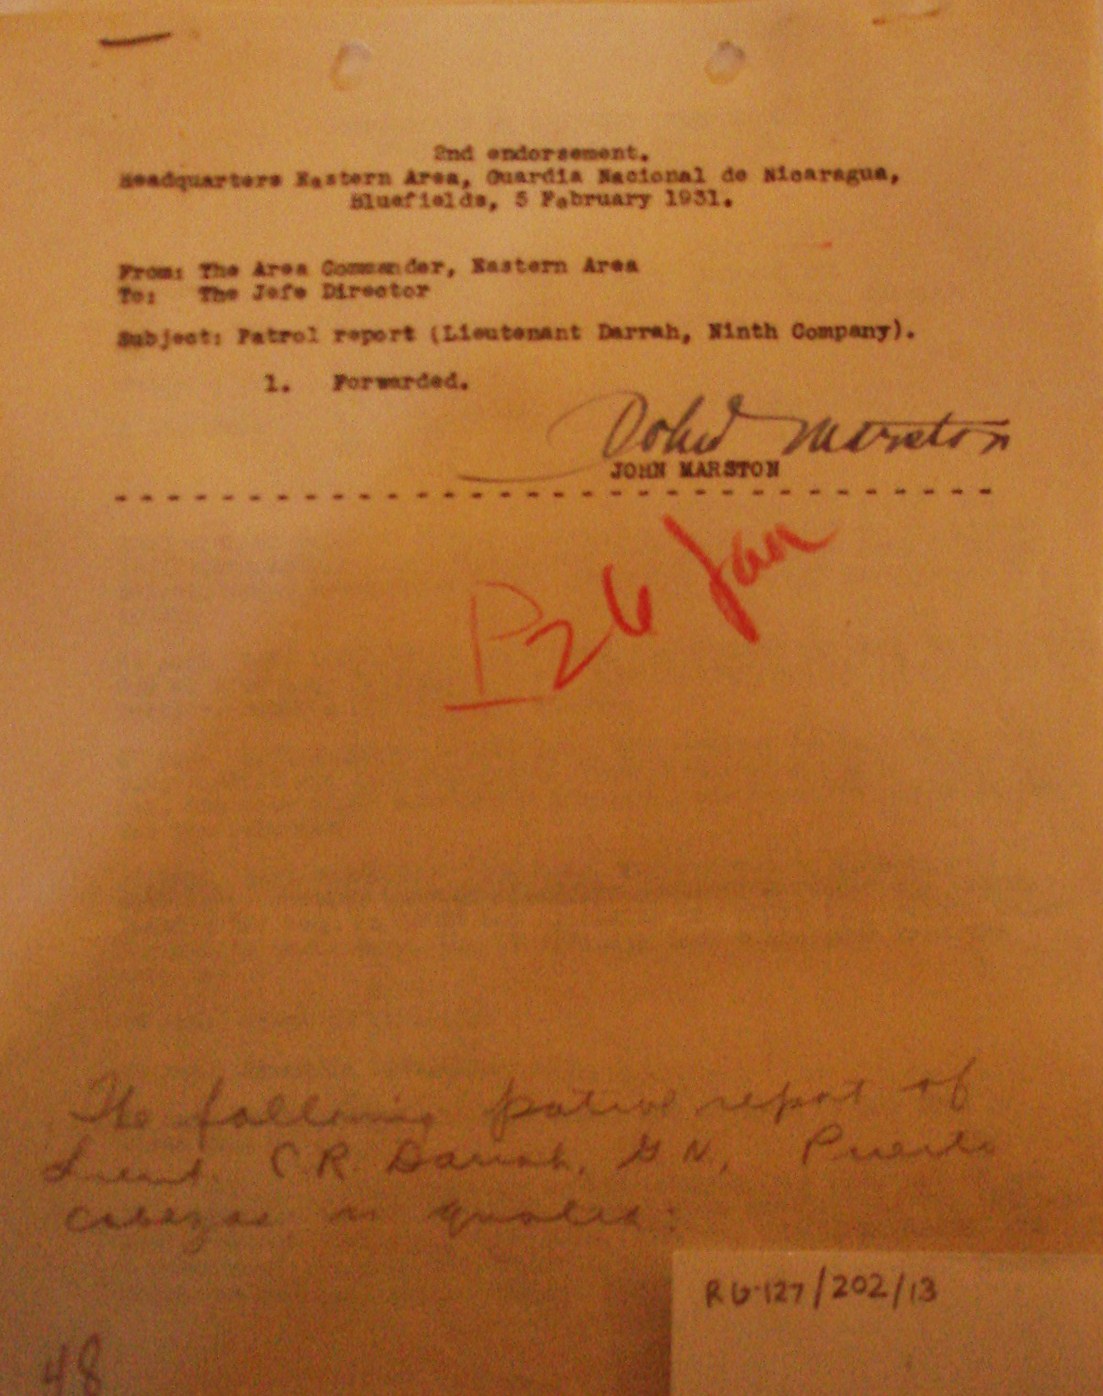 2nd endorsement.
Headquarters Eastern Area, Guardia Nacional de Nicaragua,
Bluefields, 5 February 1931.
From: The Area Commander, Eastern Area
To: The Jefe Director
Subject: Patrol report (Lieutenant Darrah, Ninth Company).
1. Forwarded.
John Marston
JOHN MARSTON
- - - - - - - - - - - - - - - - - - - - - - - - - - - - - - - - -
P 26 Jan
The following patrol report of
Lieut. C.R. Darrah, G.N., Puerto
Cabezas is quoted:
RG-127/202/13
48